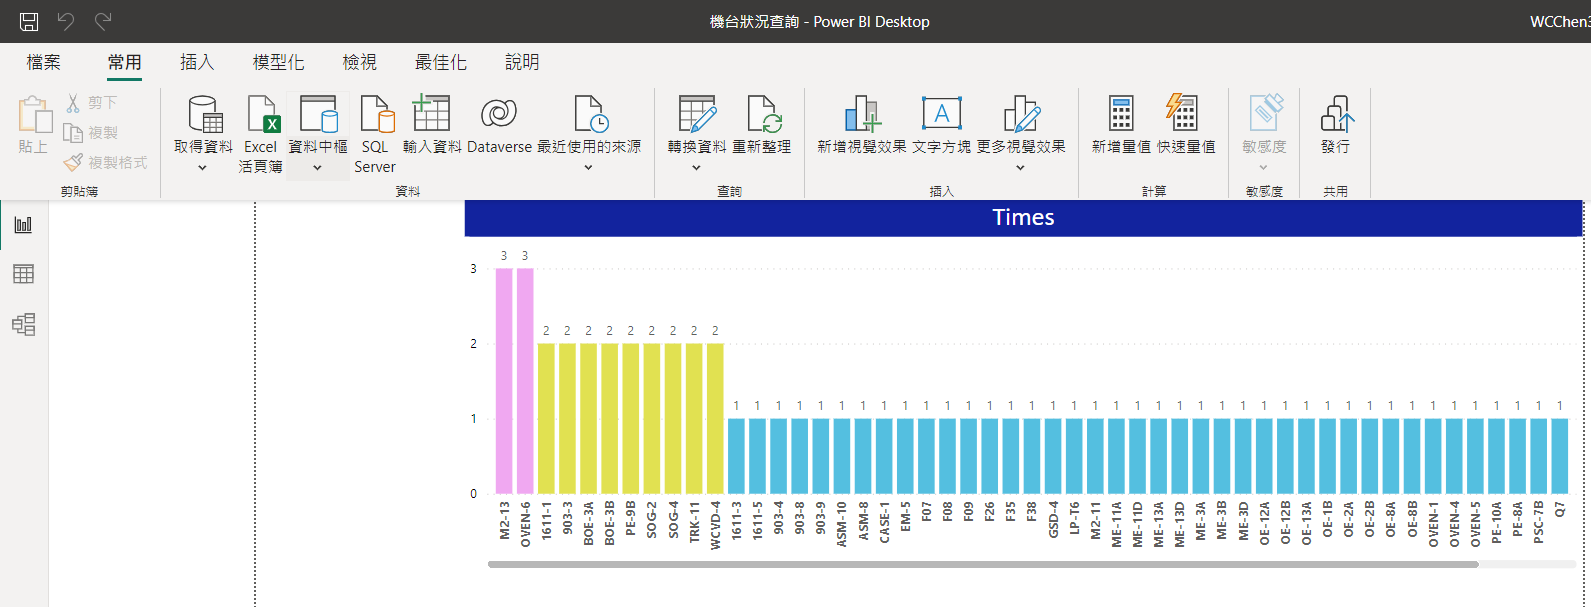 機台狀況查詢 - Power BI Desktop
WCChen3
檔案 常用 插入 模型化 檢視 最佳化 說明
貼上
剪下
複製
複製格式
剪貼簿
取得資料
Excel
活頁簿
資料中樞
SQL
Server
輸入資料
Dataverse
最近使用的來源
資料
轉換資料
重新整理
查詢
新增視覺效果
文字方塊
更多視覺效果
插入
新增量值
快速量值
計算
敏感度
敏感度
發行
共用
Times
3 3
2 2 2 2 2 2 2 2 2
1 1 1 1 1 1 1 1 1 1 1 1 1 1 1 1 1 1 1 1 1 1 1 1 1 1 1 1 1 1 1 1 1 1 1 1 1 1 1 1
3
2
1
0
M2-13
OVEN-6
1611-1
903-3
BOE-3A
BOE-3B
PE-9B
SOG-2
SOG-4
TRK-11
WCVD-4
1611-3
1611-5
903-4
903-8
903-9
ASM-10
ASM-8
CASE-1
EM-5
F07
F08
F09
F26
F35
F38
GSD-4
LP-T6
M2-11
ME-11A
ME-11D
ME-13A
ME-13D
ME-3A
ME-3B
ME-3D
OE-12A
OE-12B
OE-13A
OE-1B
OE-2A
OE-2B
OE-8A
OE-8B
OVEN-1
OVEN-4
OVEN-5
PE-10A
PE-8A
PSC-7B
Q7